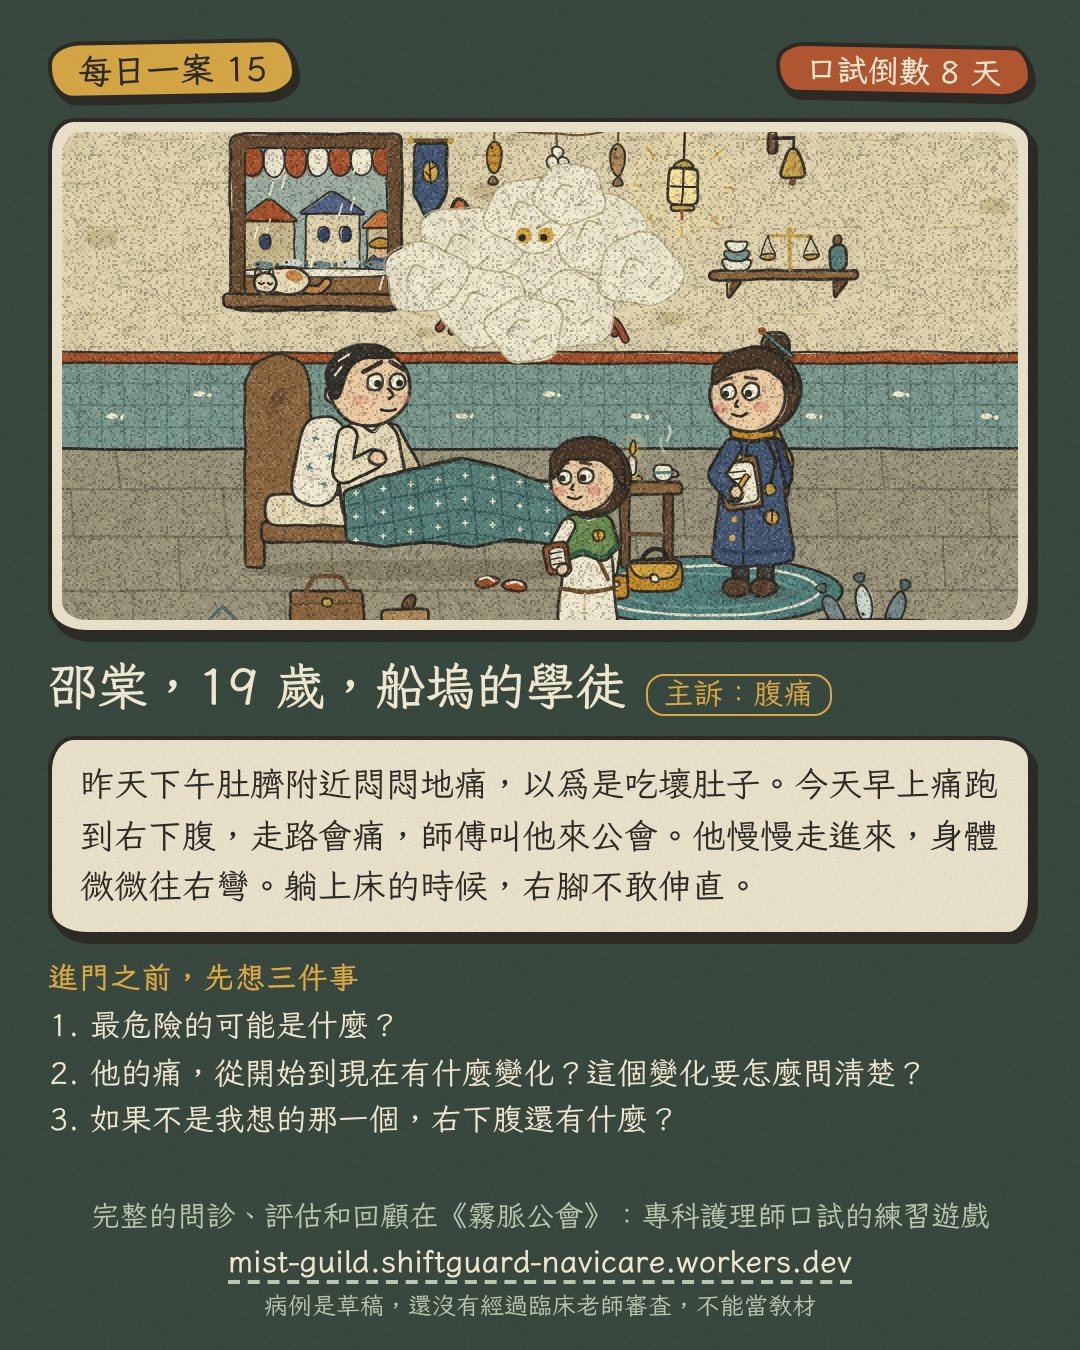 每日一案 15
口試倒數 8 天
邵棠，19 歲，船塢的學徒
主訴：腹痛
昨天下午肚臍附近悶悶地痛，以為是吃壞肚子。今天早上痛跑
到右下腹，走路會痛，師傅叫他來公會。他慢慢走進來，身體
微微往右彎。躺上床的時候，右腳不敢伸直。
進門之前，先想三件事
1. 最危險的可能是什麼？
2. 他的痛，從開始到現在有什麼變化？這個變化要怎麼問清楚？
3. 如果不是我想的那一個，右下腹還有什麼？
完整的問診、評估和回顧在《霧脈公會》：專科護理師口試的練習遊戲
mist-guild.shiftguard-navicare.workers.dev
病例是草稿，還沒有經過臨床老師審查，不能當教材